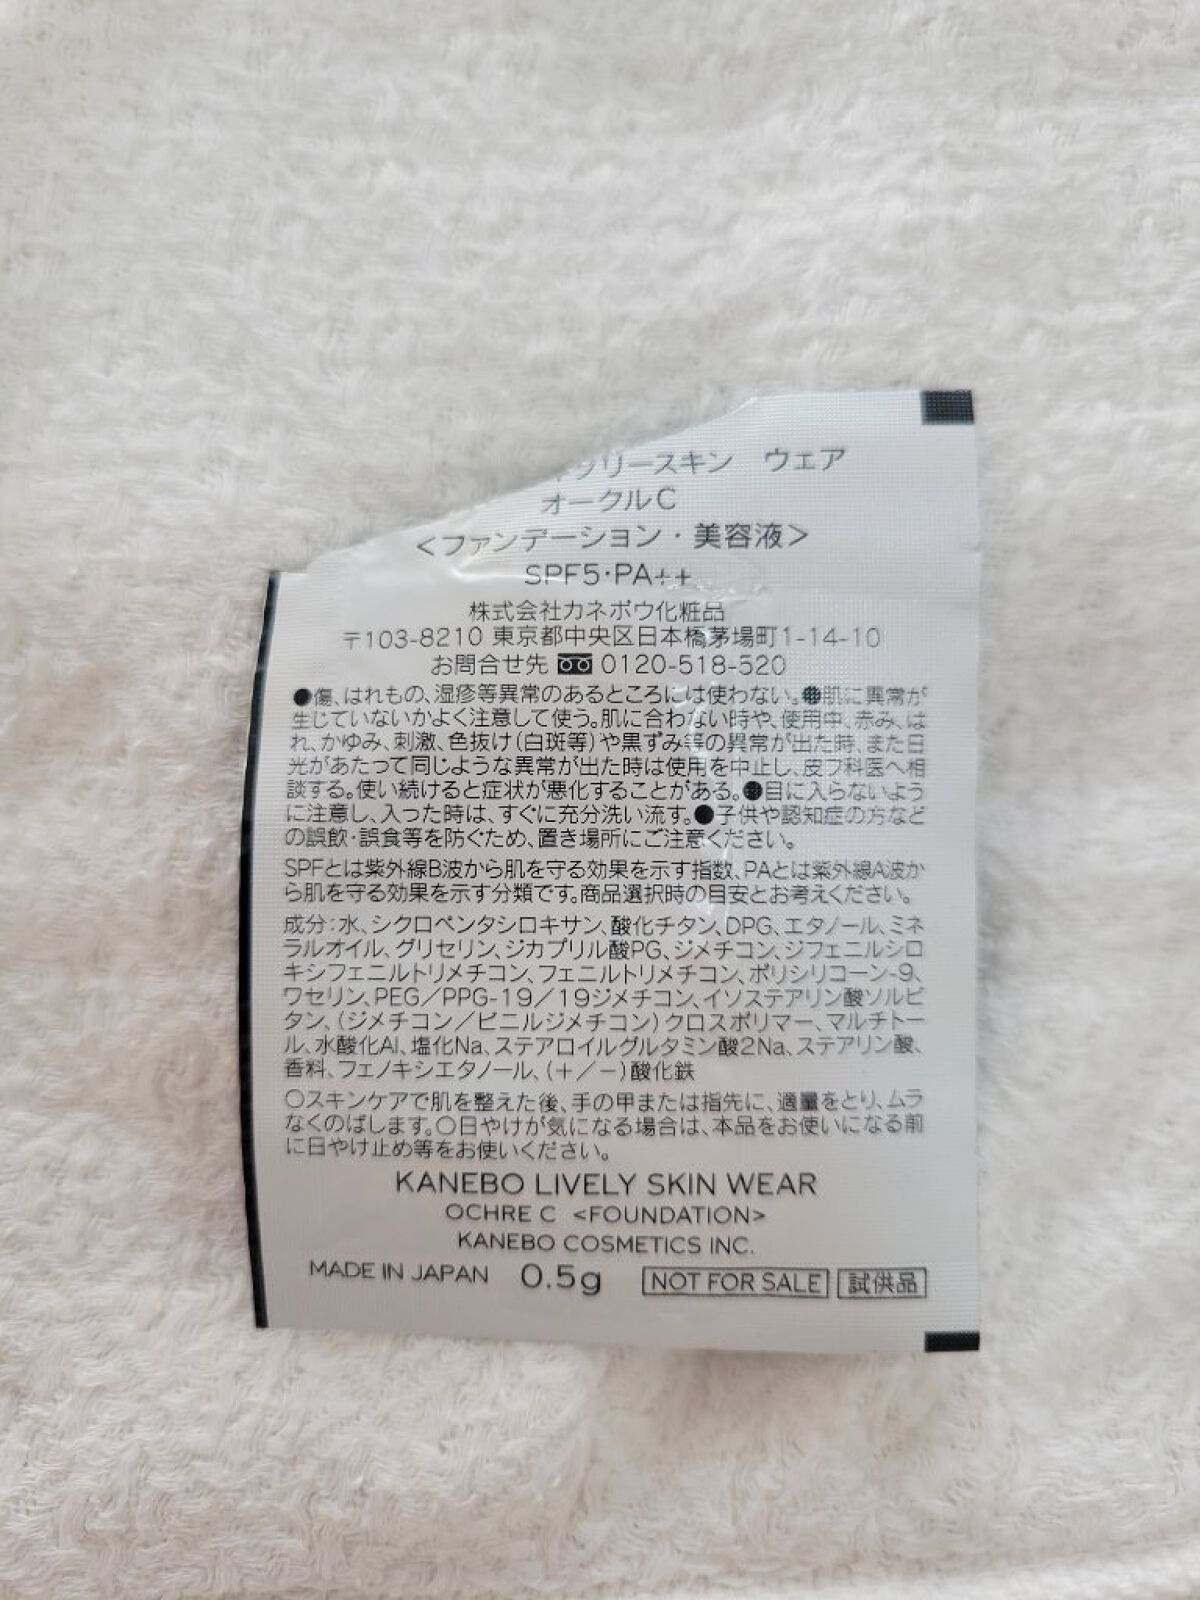 リースキン ウェア
オークルC
<ファンデーション・美容液>
SPF5・PA++
株式会社カネボウ化粧品
〒103-8210 東京都中央区日本橋茅場町1-14-10
お問合せ先 0120-518-520
●傷、はれもの、湿疹等異常のあるところには使わない。●肌に異常が
生じていないかよく注意して使う。肌に合わない時や、使用中、赤み、は
れ、かゆみ、刺激、色抜け(白斑等)や黒ずみ等の異常が出た時、また日
光があたって同じような異常が出た時は使用を中止し、皮フ科医へ相
談する。使い続けると症状が悪化することがある。●目に入らないよう
に注意し、入った時は、すぐに充分洗い流す。●子供や認知症の方など
の誤飲・誤食等を防ぐため、置き場所にご注意ください。
SPFとは紫外線B波から肌を守る効果を示す指数、PAとは紫外線A波か
ら肌を守る効果を示す分類です。商品選択時の目安とお考えください。
成分:水、シクロペンタシロキサン、酸化チタン、DPG、エタノール、ミネ
ラルオイル、グリセリン、ジカプリル酸PG、ジメチコン、ジフェニルシロ
キシフェニルトリメチコン、フェニルトリメチコン、ポリシリコーン-9、
ワセリン、PEG/PPG-19/19ジメチコン、イソステアリン酸ソルビ
タン、(ジメチコン/ビニルジメチコン)クロスポリマー、マルチトー
ル、水酸化Al、塩化Na、ステアロイルグルタミン酸2Na、ステアリン酸、
香料、フェノキシエタノール、(+/-)酸化鉄
○スキンケアで肌を整えた後、手の甲または指先に、適量をとり、ムラ
なくのばします。○日やけが気になる場合は、本品をお使いになる前
に日やけ止め等をお使いください。
KANEBO LIVELY SKIN WEAR
OCHRE C <FOUNDATION>
KANEBO COSMETICS INC.
MADE IN JAPAN 0.5g NOT FOR SALE 試供品